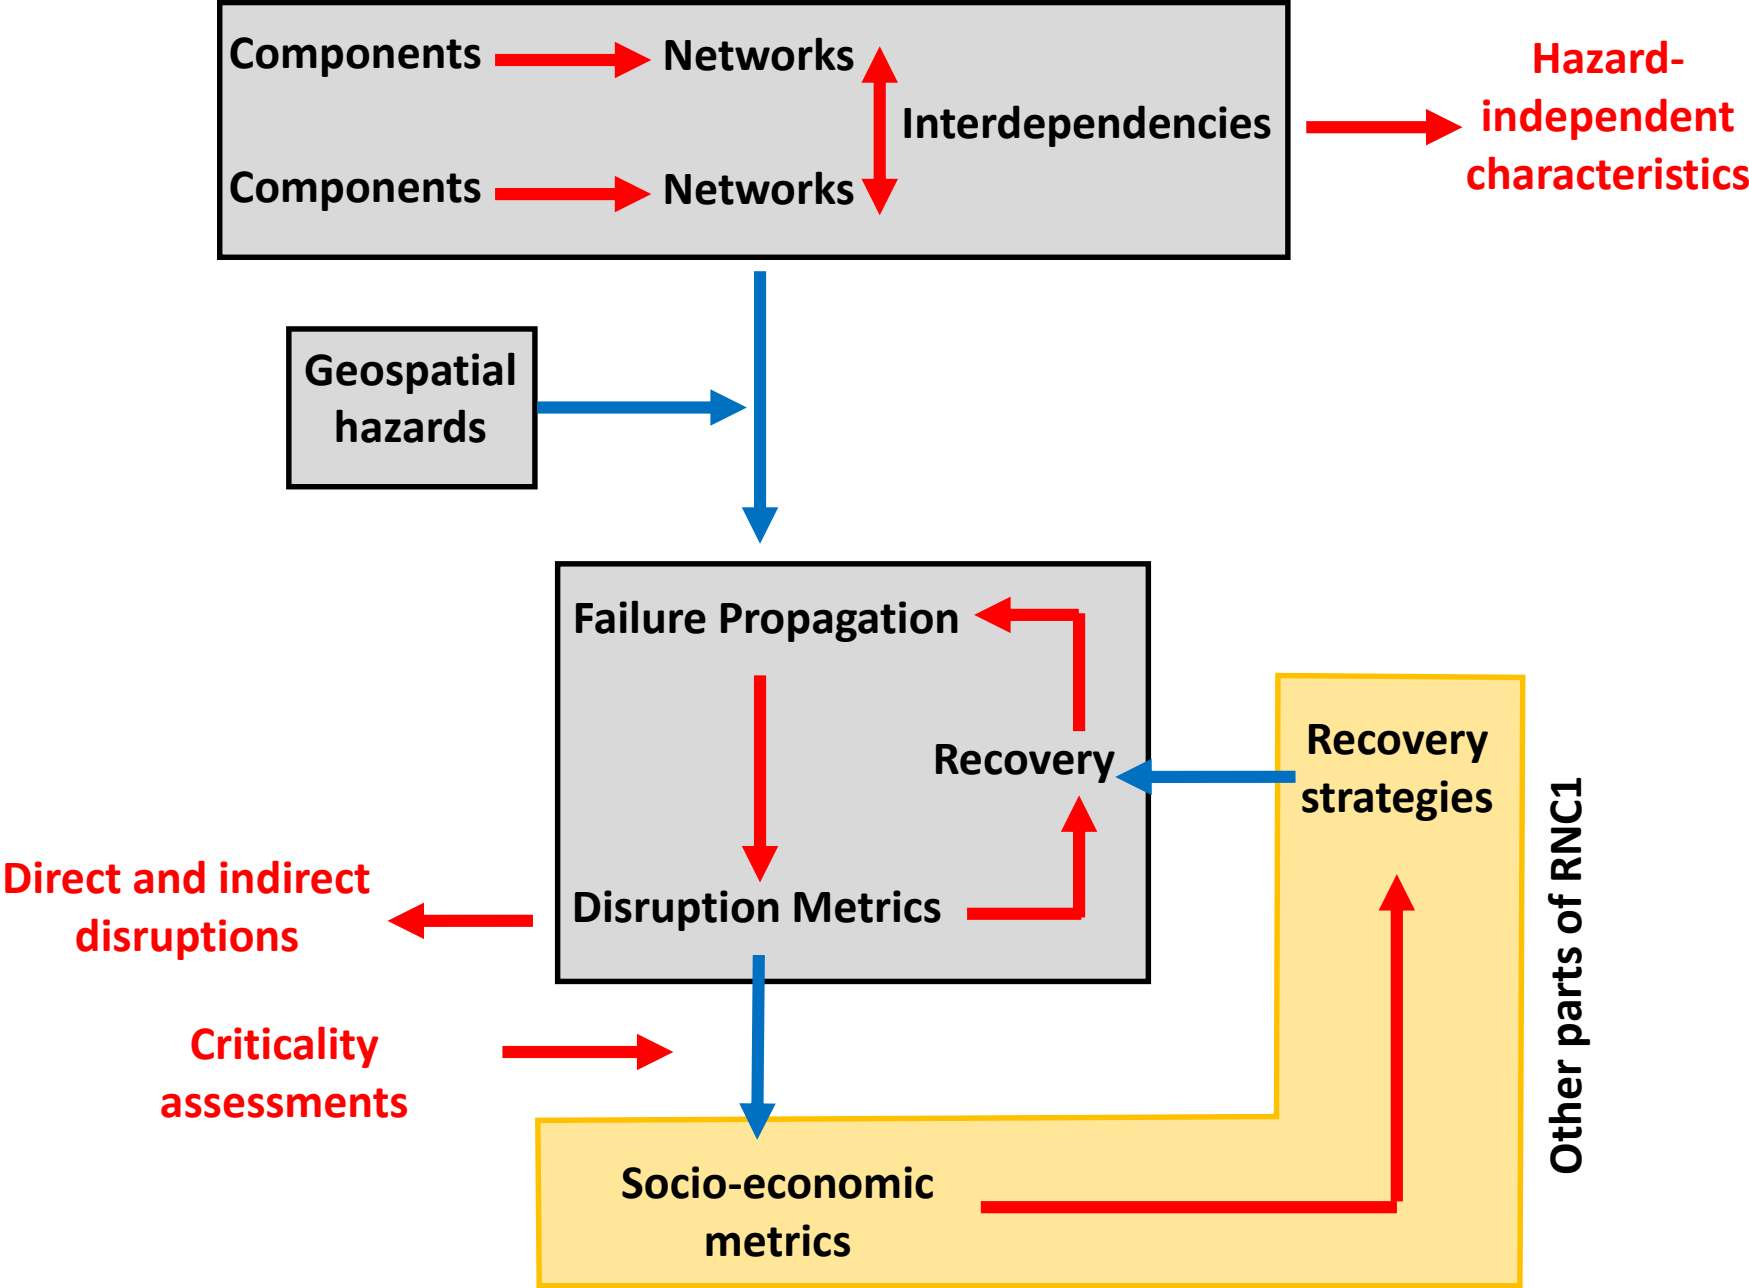 Components
Networks
Interdependencies
Components
Networks
Hazard-
independent
characteristics
Geospatial
hazards
Failure Propagation
Recovery
Disruption Metrics
Recovery
strategies
Other parts of RNC1
Direct and indirect
disruptions
Criticality
assessments
Socio-economic
metrics